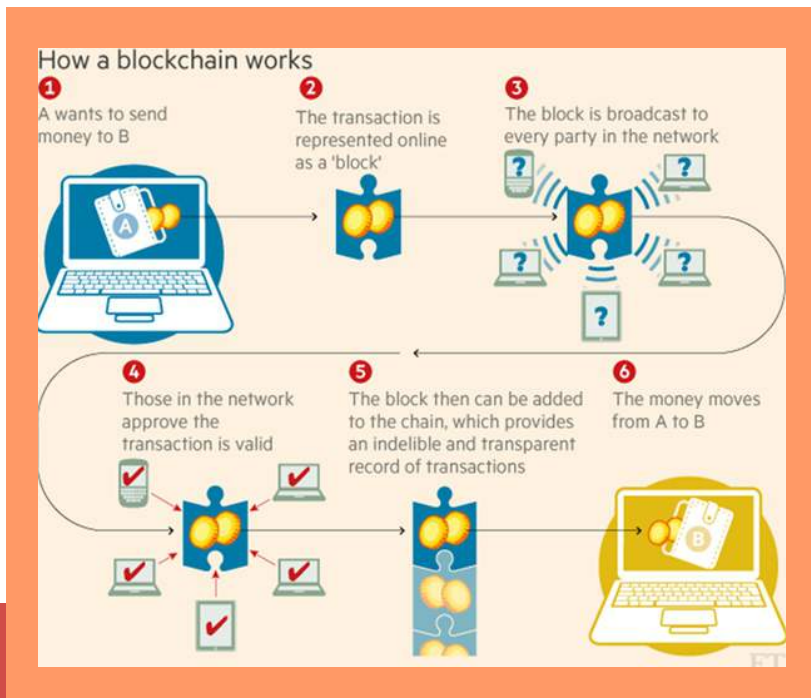 How a blockchain works
1
A wants to send
money to B
2
The transaction is
represented online
as a 'block'
3
The block is broadcast to
every party in the network
A
?
?
?
?
?
4
Those in the network
approve the
transaction is valid
5
The block then can be added
to the chain, which provides
an indelible and transparent
record of transactions
6
The money moves
from A to B
B
FT